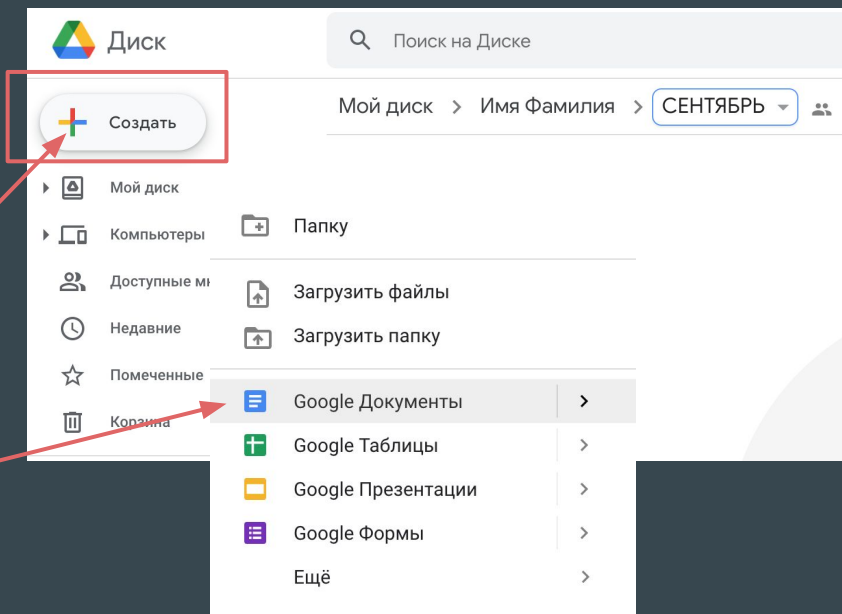 Диск
Поиск на Диске
Создать
Мой диск > Имя Фамилия > СЕНТЯБРЬ
Мой диск
Компьютеры
Доступные
Недавние
Помеченные
Корзина
Папку
Загрузить файлы
Загрузить папку
Google Документы
Google Таблицы
Google Презентации
Google Формы
Ещё